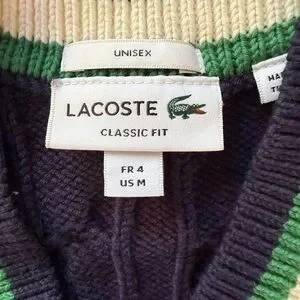 UNISEX
LACOSTE
CLASSIC FIT
FR 4
US M